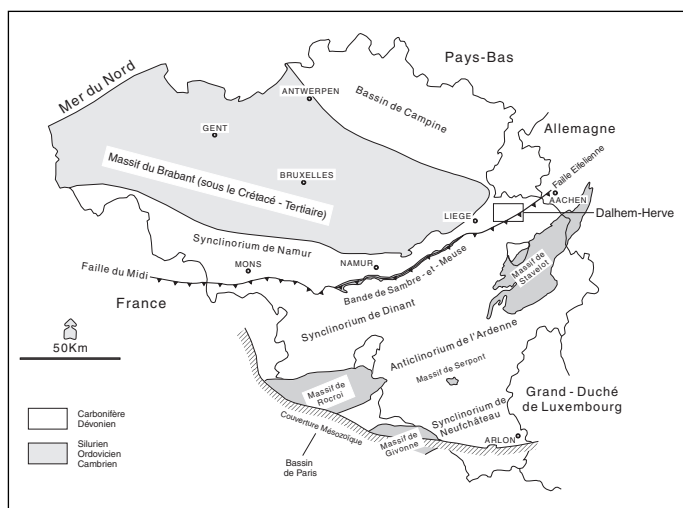 Mer du Nord
Pays-Bas
ANTWERPEN
Bassin de Campine
GENT
Allemagne
Massif du Brabant (sous le Crétacé - Tertiaire)
BRUXELLES
Faille Eifelienne
AACHEN
LIEGE
Dalhem-Herve
Synclinorium de Namur
MONS
NAMUR
Faille du Midi
Bande de Sambre-et-Meuse
Massif de
Stavelot
France
Synclinorium de Dinant
Anticlinorium de l'Ardenne
50Km
Massif de Serpont
Massif de
Rocroi
Grand - Duché
de Luxembourg
Synclinorium de
Neufchâteau
Couverture Mésozoïque
Massif de
Givonne
ARLON
Bassin
de Paris
Carbonifère
Dévonien
Silurien
Ordovicien
Cambrien